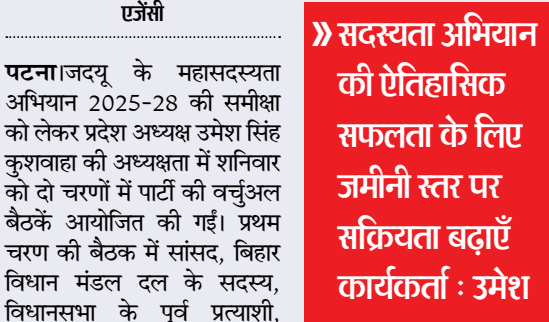 एजेंसी
पटना।जदयू के महासदस्यता
अभियान 2025-28 की समीक्षा
को लेकर प्रदेश अध्यक्ष उमेश सिंह
कुशवाहा की अध्यक्षता में शनिवार
को दो चरणों में पार्टी की वर्चुअल
बैठकें आयोजित की गईं। प्रथम
चरण की बैठक में सांसद, बिहार
विधान मंडल दल के सदस्य,
विधानसभा के पूर्व प्रत्याशी,
» सदस्यता अभियान
की ऐतिहासिक
सफलता के लिए
जमीनी स्तर पर
सक्रियता बढ़ाएँ
कार्यकर्ता : उमेश